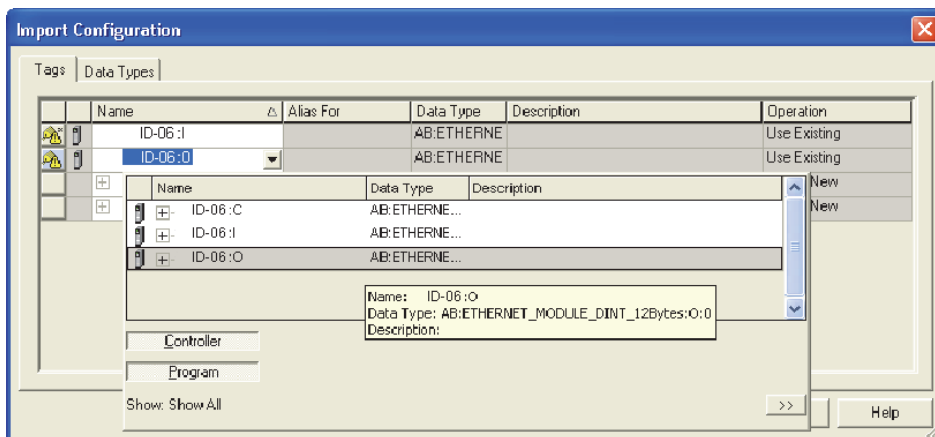 Import Configuration
Tags Data Types
Name Alias For Data Type Description Operation
ID-06:I AB:ETHERNE Use Existing
ID-06:0 AB:ETHERNE Use Existing
New
New
Name Data Type Description
ID-06:C AB:ETHERNE...
ID-06:I AB:ETHERNE...
ID-06:O AB:ETHERNE...
Name: ID-06:O
Data Type: AB:ETHERNET_MODULE_DINT_12Bytes:O:0
Description:
Controller
Program
Show: Show All
>>
Help